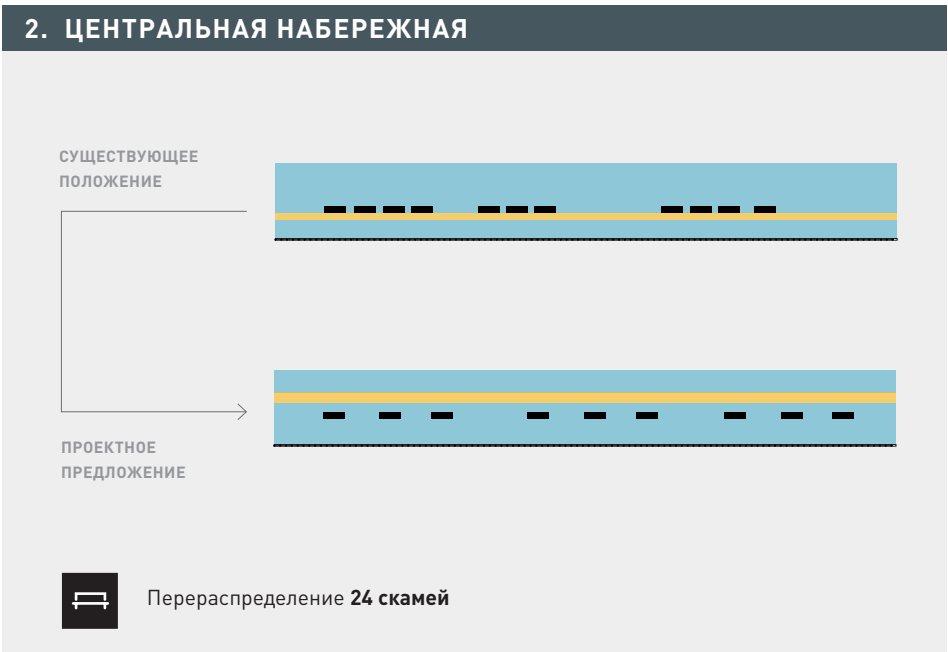 2. ЦЕНТРАЛЬНАЯ НАБЕРЕЖНАЯ
СУЩЕСТВУЮЩЕЕ
ПОЛОЖЕНИЕ
ПРОЕКТНОЕ
ПРЕДЛОЖЕНИЕ
Перераспределение 24 скамей